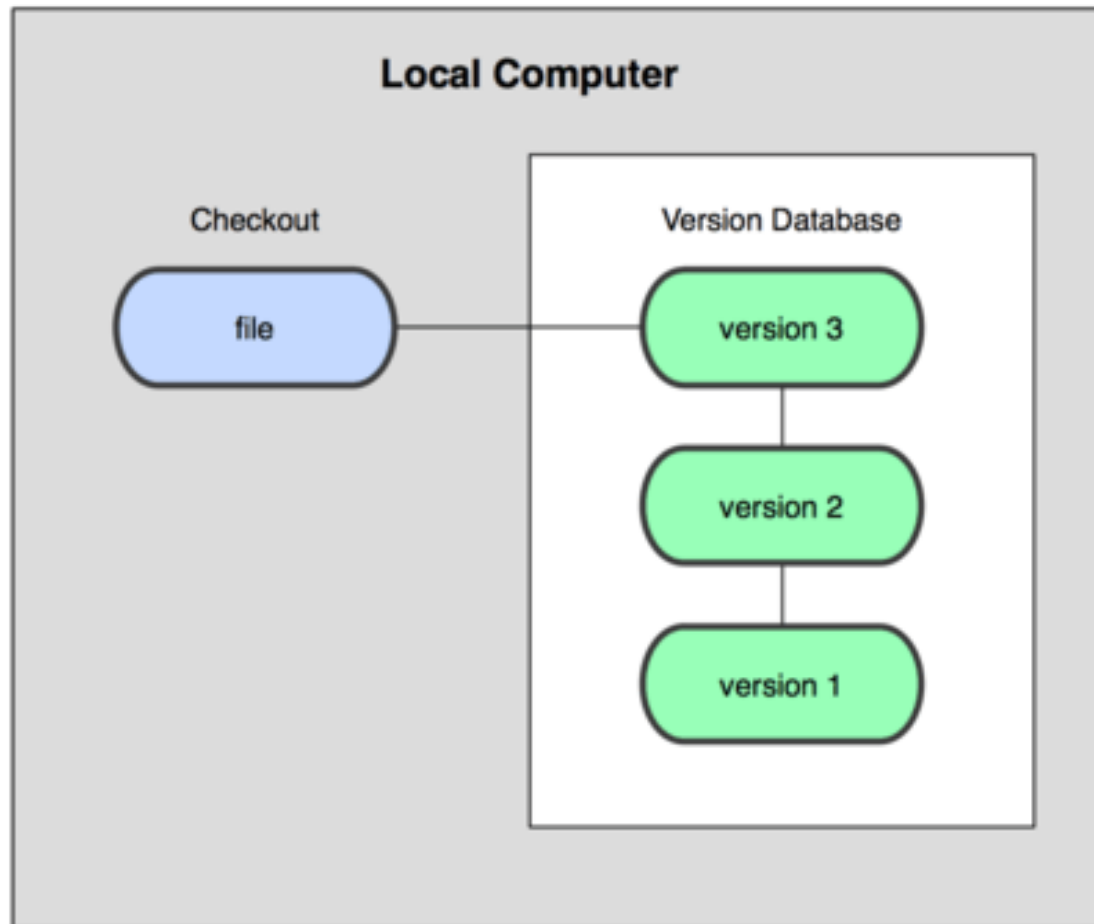 Local Computer
Checkout
Version Database
file
version 3
version 2
version 1